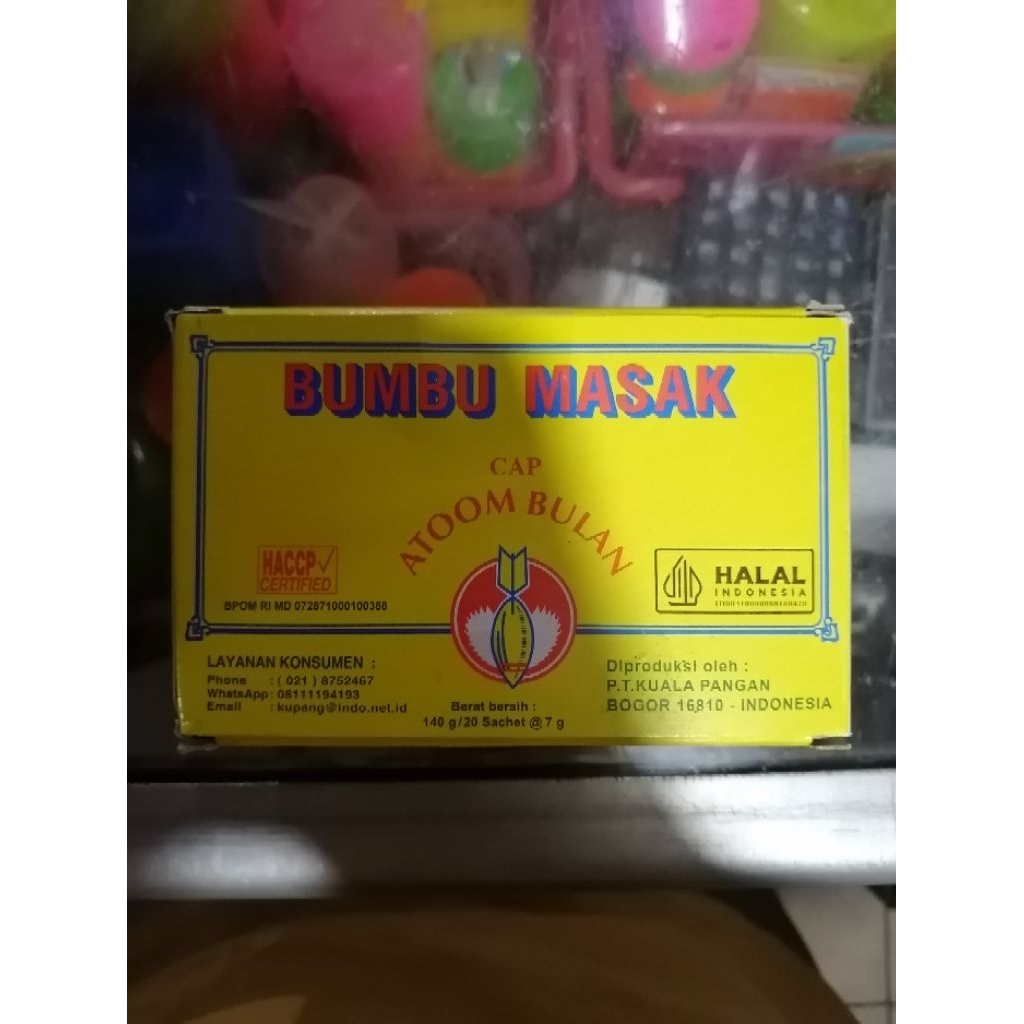 BUMBU MASAK
CAP
ATOOM BULAN
HACCP
CERTIFIED
BPOM RI MD 072871000100388
HALAL
INDONESIA
LAYANAN KONSUMEN :
Phone : ( 021 ) 8752467
WhatsApp : 08111194193
Email : kupang@indo.net.id
Berat bersih :
140 g/20 Sachet @ 7 g
Diproduksi oleh :
P.T.KUALA PANGAN
BOGOR 16810 - INDONESIA